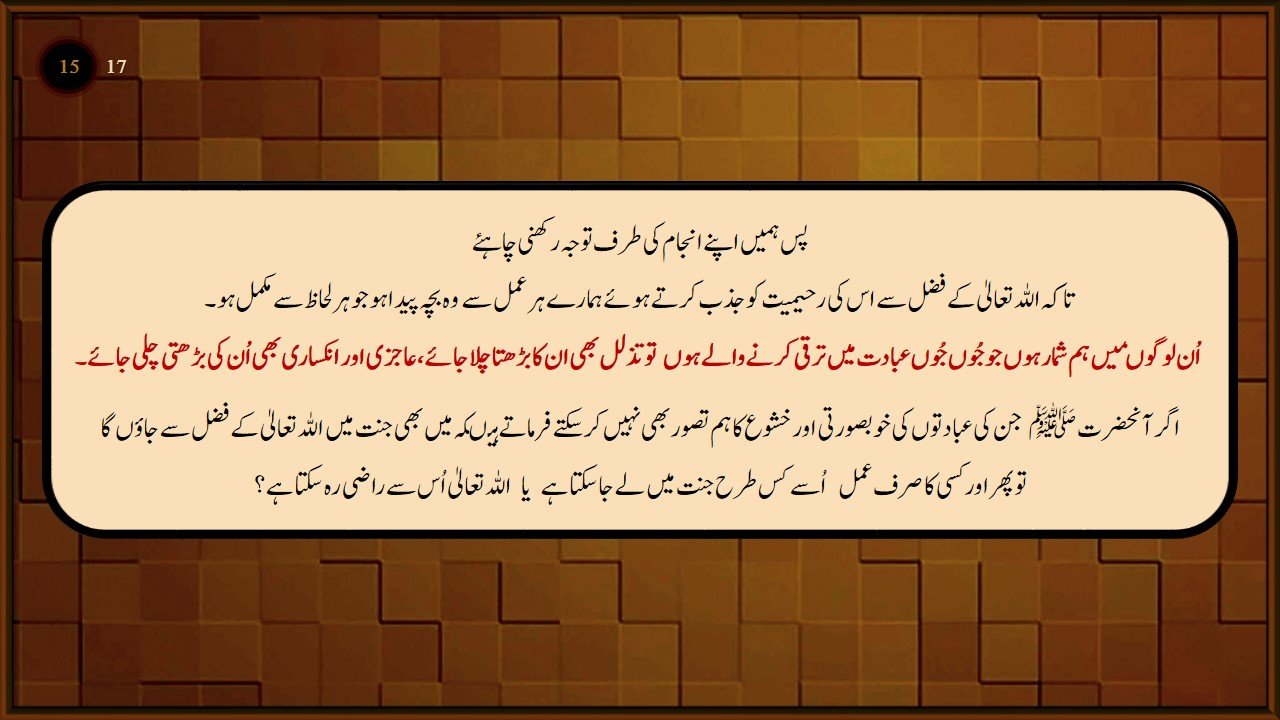 15 17
پس ہمیں اپنے انجام کی طرف توجہ رکھنی چاہئے
تا کہ اللہ تعالیٰ کے فضل سے اس کی رحیمیت کو جذب کرتے ہوئے ہمارے ہر عمل سے وہ بچہ پیدا ہو جو ہر لحاظ سے مکمل ہو۔
اُن لوگوں میں ہم شمار ہوں جو جُوں جُوں عبادت میں ترقی کرنے والے ہوں تو تذلل بھی ان کا بڑھتا چلا جائے، عاجزی اور انکساری بھی اُن کی بڑھتی چلی جائے۔
اگر آنحضرت ﷺ جن کی عبادتوں کی خوبصورتی اور خشوع کا ہم تصور بھی نہیں کر سکتے فرماتے ہیں کہ میں بھی جنت میں اللہ تعالیٰ کے فضل سے جاؤں گا
تو پھر اور کسی کا صرف عمل اُسے کس طرح جنت میں لے جا سکتا ہے یا اللہ تعالیٰ اُس سے راضی رہ سکتا ہے؟